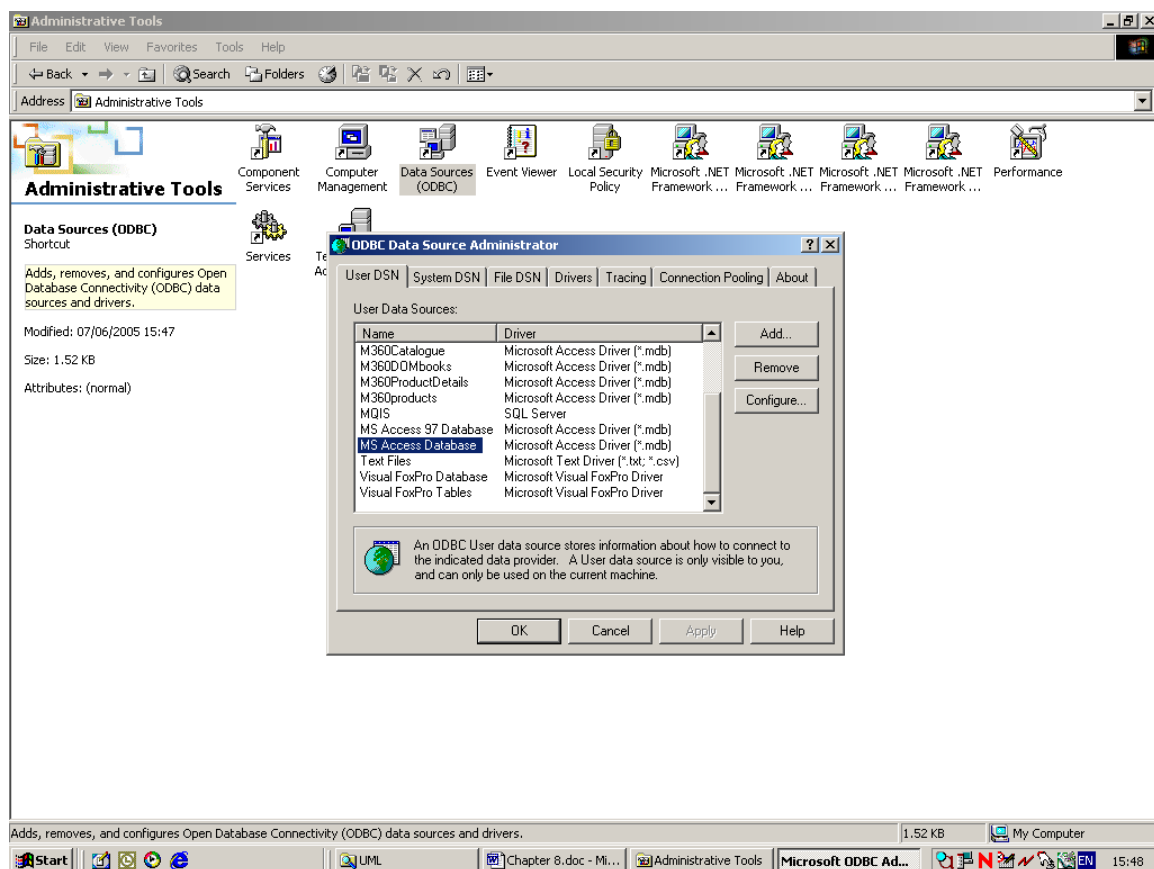 Administrative Tools
File Edit View Favorites Tools Help
Back Search Folders
Address Administrative Tools
Administrative Tools
Data Sources (ODBC)
Shortcut
Adds, removes, and configures Open
Database Connectivity (ODBC) data
sources and drivers.
Modified: 07/06/2005 15:47
Size: 1.52 KB
Attributes: (normal)
Component
Services
Computer
Management
Data Sources
(ODBC)
Event Viewer
Local Security
Policy
Microsoft .NET
Framework ...
Microsoft .NET
Framework ...
Microsoft .NET
Framework ...
Microsoft .NET
Framework ...
Performance
Services
Te
Ac
ODBC Data Source Administrator
User DSN System DSN File DSN Drivers Tracing Connection Pooling About
User Data Sources:
Name Driver
M360Catalogue Microsoft Access Driver (*.mdb)
M360DOMbooks Microsoft Access Driver (*.mdb)
M360ProductDetails Microsoft Access Driver (*.mdb)
M360products Microsoft Access Driver (*.mdb)
MQIS SQL Server
MS Access 97 Database Microsoft Access Driver (*.mdb)
MS Access Database Microsoft Access Driver (*.mdb)
Text Files Microsoft Text Driver (*.txt; *.csv)
Visual FoxPro Database Microsoft Visual FoxPro Driver
Visual FoxPro Tables Microsoft Visual FoxPro Driver
Add...
Remove
Configure...
An ODBC User data source stores information about how to connect to
the indicated data provider. A User data source is only visible to you,
and can only be used on the current machine.
OK Cancel Apply Help
Adds, removes, and configures Open Database Connectivity (ODBC) data sources and drivers. 1.52 KB My Computer
Start UML Chapter 8.doc - Mi... Administrative Tools Microsoft ODBC Ad... EN 15:48